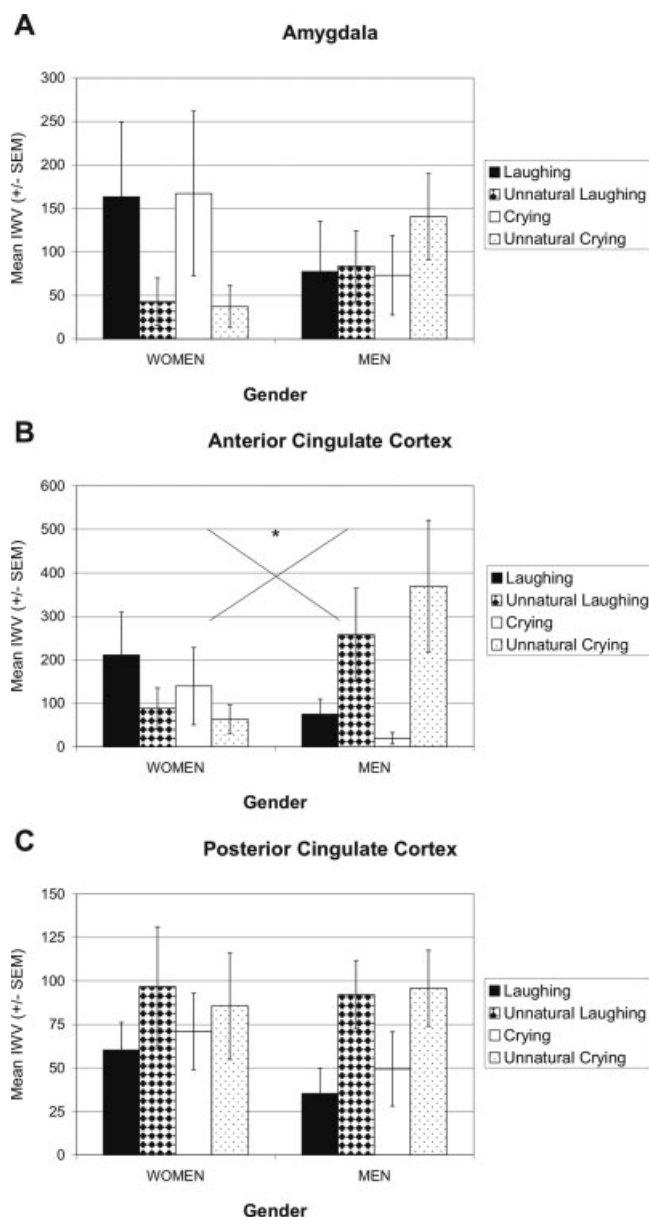 A
Amygdala
300
250
200
150
100
50
0
Mean IWV (+/- SEM)
WOMEN
MEN
Gender
Laughing
Unnatural Laughing
Crying
Unnatural Crying
B
Anterior Cingulate Cortex
600
500
400
300
200
100
0
Mean IWV (+/- SEM)
*
WOMEN
MEN
Gender
Laughing
Unnatural Laughing
Crying
Unnatural Crying
C
Posterior Cingulate Cortex
150
125
100
75
50
25
0
Mean IWV (+/- SEM)
WOMEN
MEN
Gender
Laughing
Unnatural Laughing
Crying
Unnatural Crying